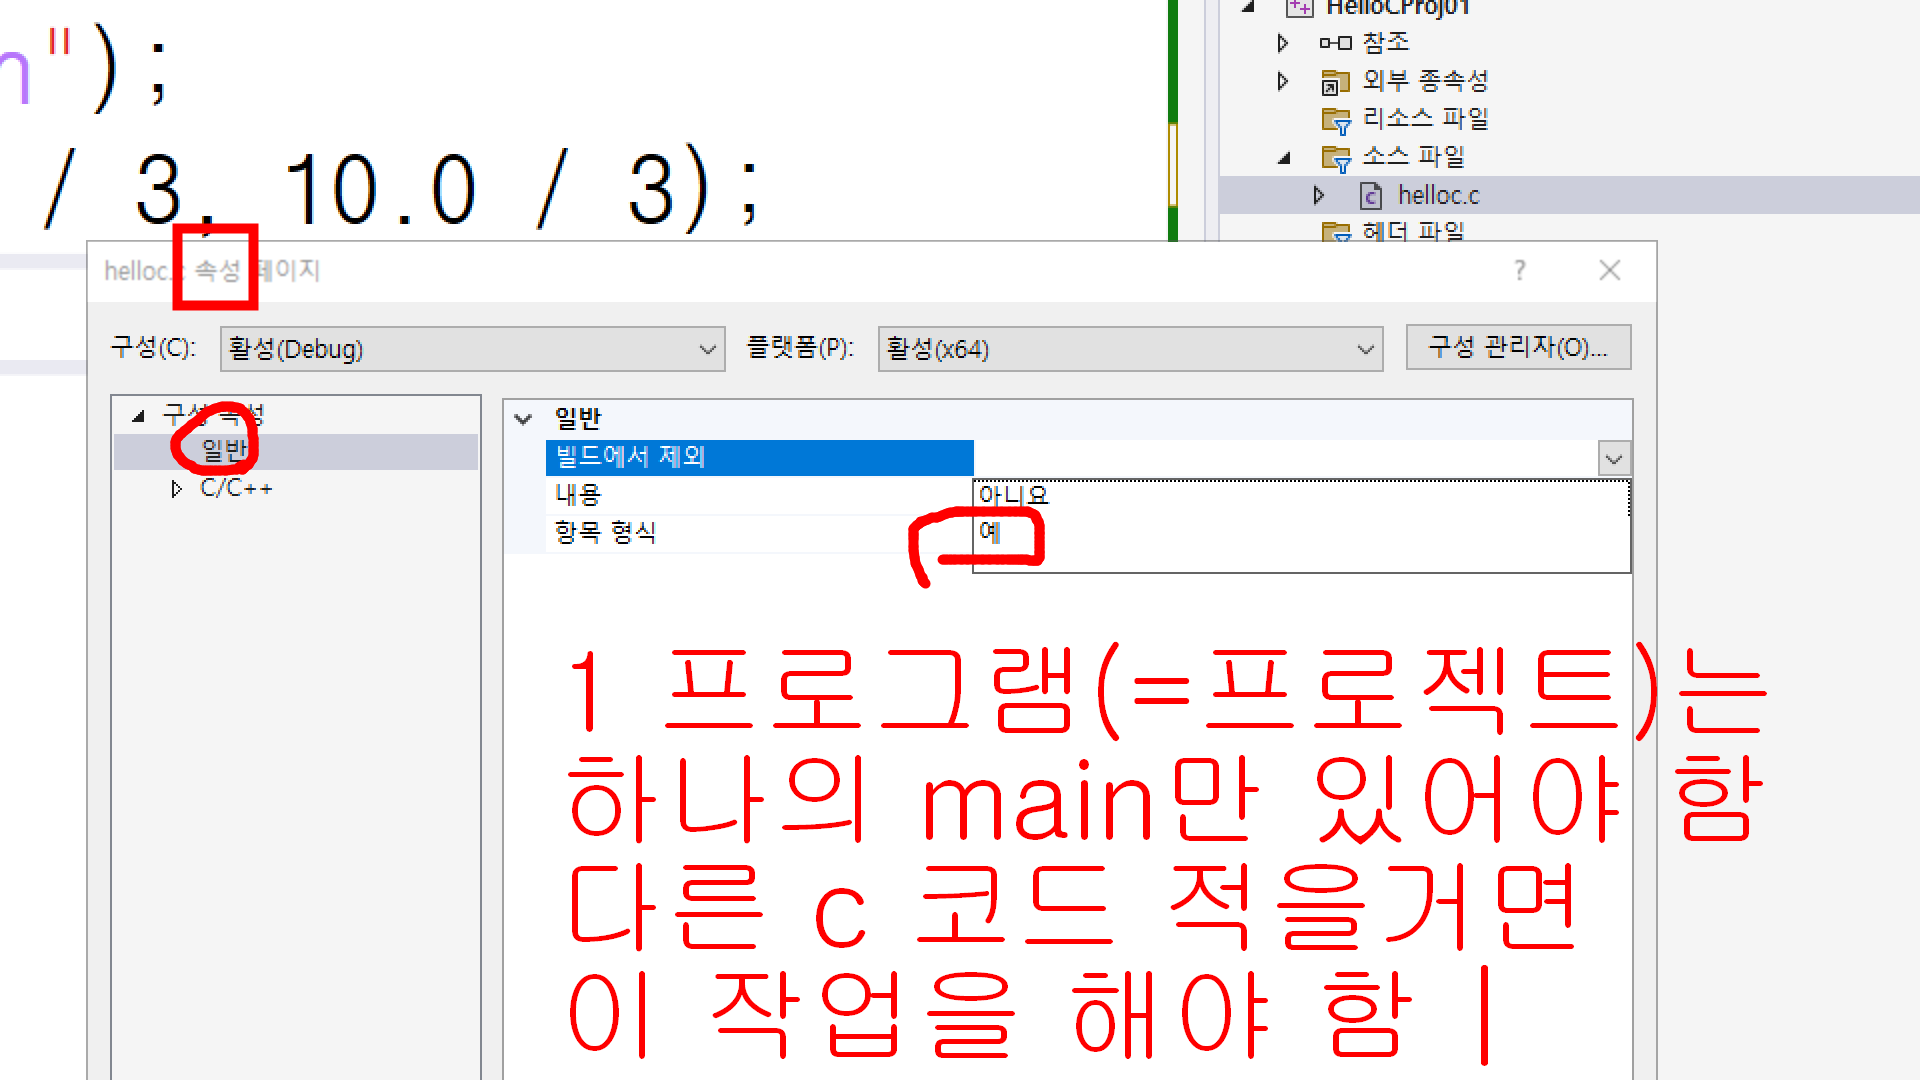 n");
/ 3, 10.0 / 3);
HelloCProj01
참조
외부 종속성
리소스 파일
소스 파일
helloc.c
헤더 파일
helloc.c 속성 페이지
?
구성(C):
활성(Debug)
플랫폼(P):
활성(x64)
구성 관리자(O)...
구성 속성
일반
C/C++
일반
빌드에서 제외
내용
항목 형식
아니요
예
1 프로그램(=프로젝트)는
하나의 main만 있어야 함
다른 c 코드 적을거면
이 작업을 해야 함